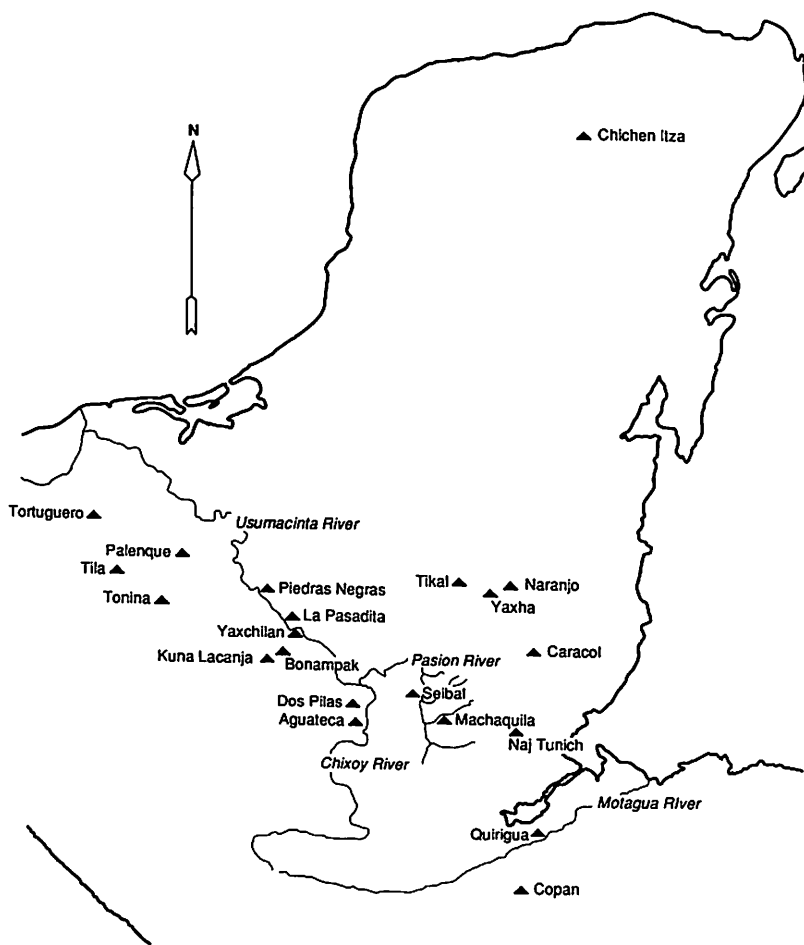 N
Chichen Itza
Usumacinta River
Tortuguero
Palenque
Tila
Tonina
Piedras Negras
La Pasadita
Yaxchilan
Kuna Lacanja
Bonampak
Tikal
Naranjo
Yaxha
Caracol
Pasion River
Seibal
Dos Pilas
Aguateca
Machaquila
Naj Tunich
Chixoy River
Motagua River
Quirigua
Copan